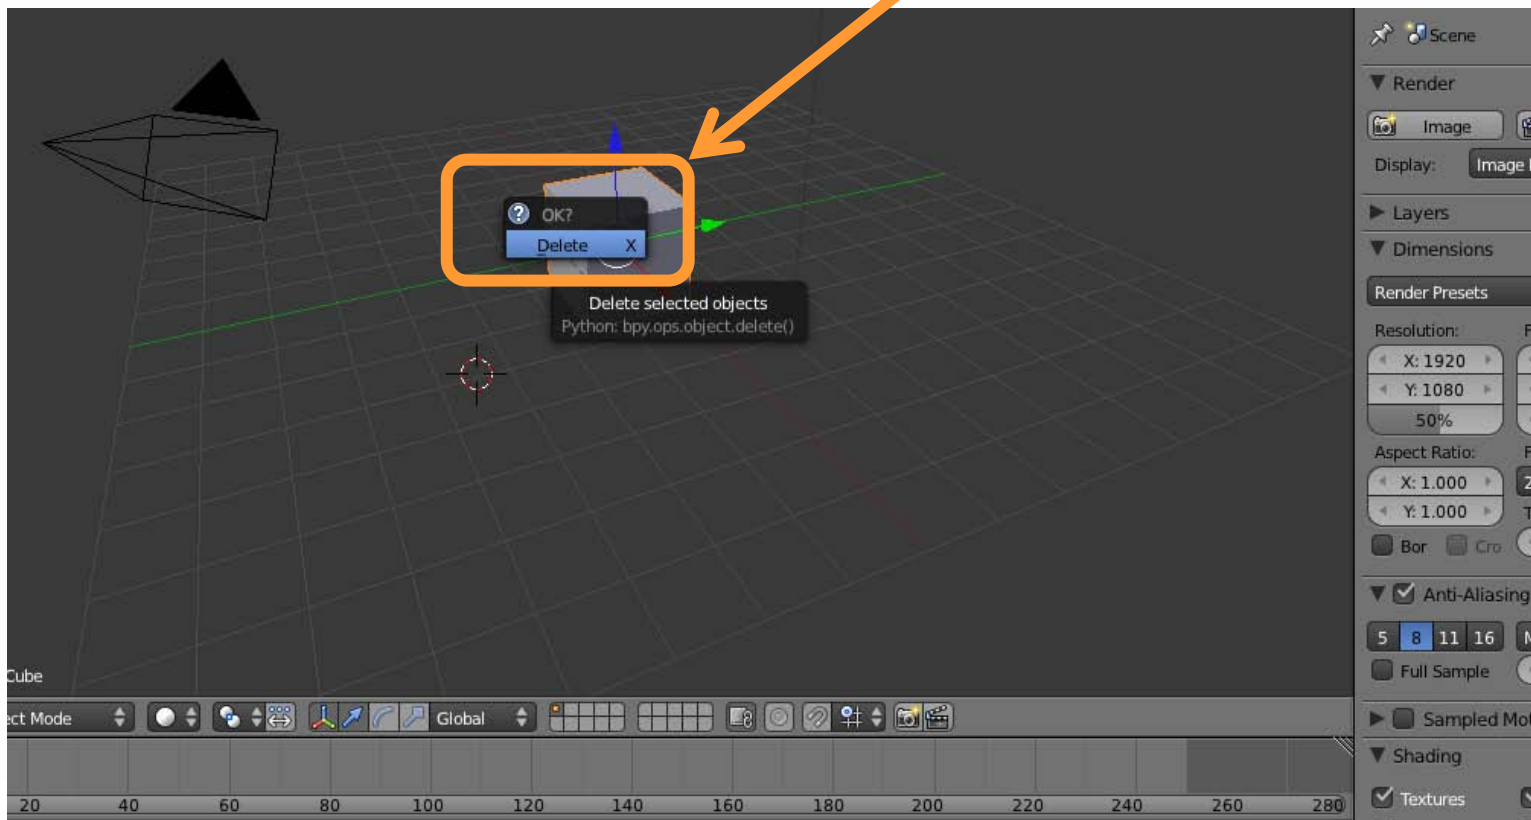 OK?
Delete X
Delete selected objects
Python: bpy.ops.object.delete()
Cube
ect Mode
Global
20 40 60 80 100 120 140 160 180 200 220 240 260 280
Scene
Render
Image
Display: Image
Layers
Dimensions
Render Presets
Resolution: F
X: 1920
Y: 1080
50%
Aspect Ratio: F
X: 1.000 2
Y: 1.000 T
Bor Cro
Anti-Aliasing
5 8 11 16
Full Sample
Sampled Mot
Shading
Textures